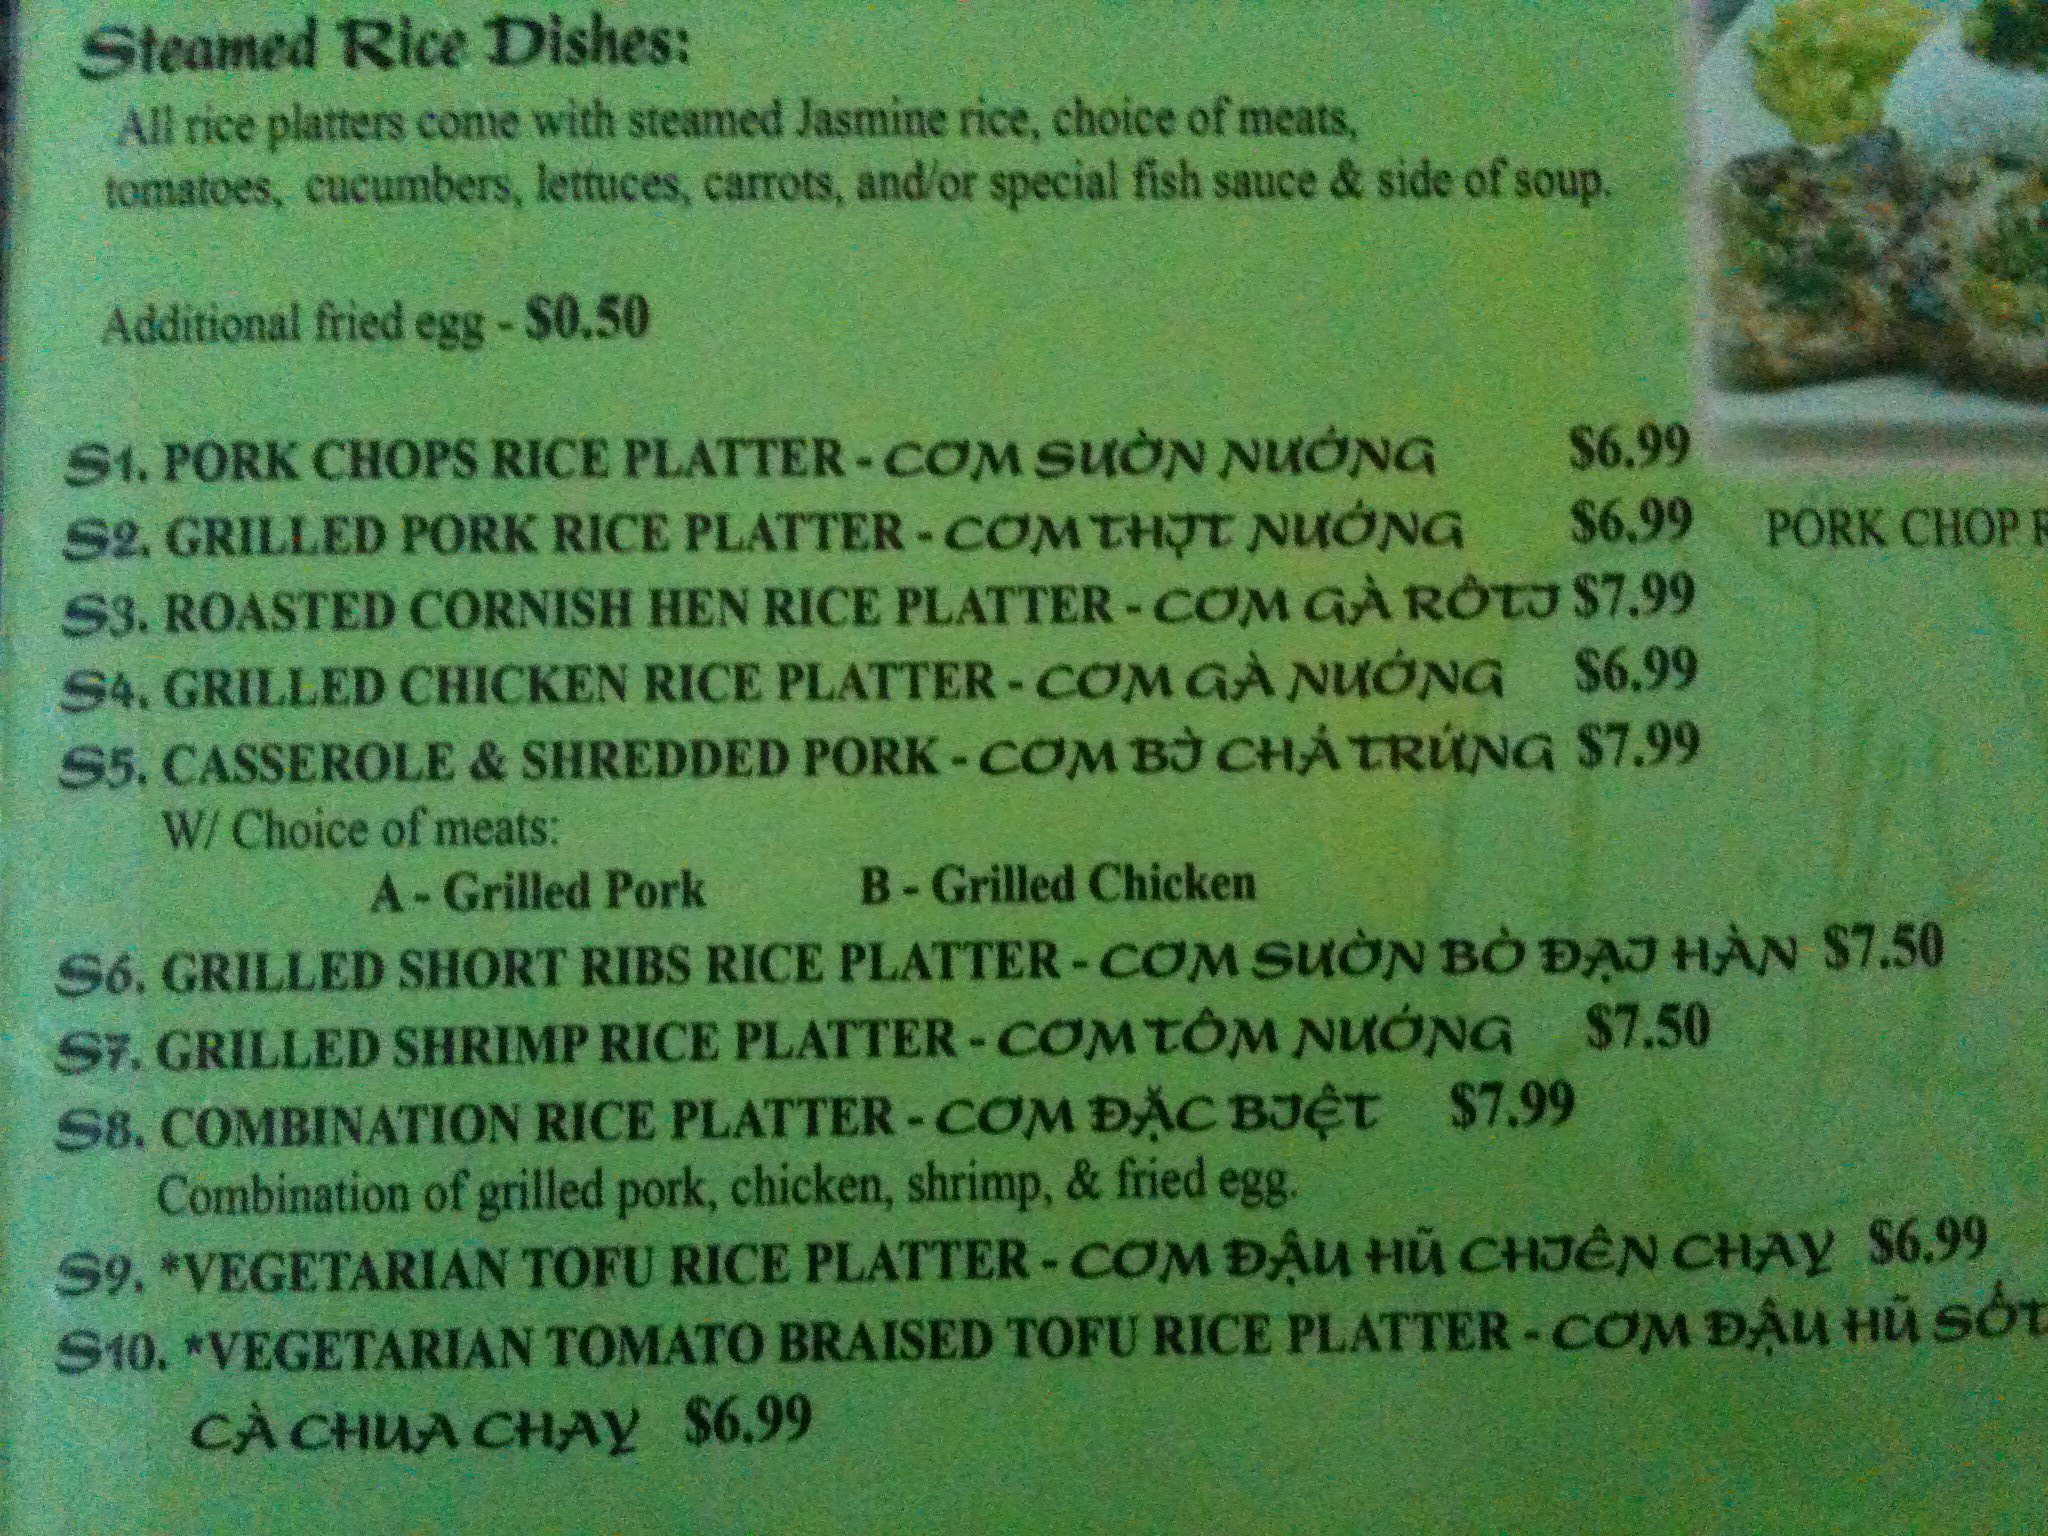 Steamed Rice Dishes:
All rice platters come with steamed Jasmine rice, choice of meats,
tomatoes, cucumbers, lettuces, carrots, and/or special fish sauce & side of soup.
Additional fried egg - $0.50
S1. PORK CHOPS RICE PLATTER - CƠM SƯỜN NƯỚNG $6.99
S2. GRILLED PORK RICE PLATTER - CƠM THỊT NƯỚNG $6.99
PORK CHOP R
S3. ROASTED CORNISH HEN RICE PLATTER - CƠM GÀ RÔTI $7.99
S4. GRILLED CHICKEN RICE PLATTER - CƠM GÀ NƯỚNG $6.99
S5. CASSEROLE & SHREDDED PORK - CƠM BÌ CHẢ TRỨNG $7.99
W/ Choice of meats:
A - Grilled Pork B - Grilled Chicken
S6. GRILLED SHORT RIBS RICE PLATTER - CƠM SƯỜN BÒ ĐẠI HÀN $7.50
S7. GRILLED SHRIMP RICE PLATTER - CƠM TÔM NƯỚNG $7.50
S8. COMBINATION RICE PLATTER - CƠM ĐẶC BIỆT $7.99
Combination of grilled pork, chicken, shrimp, & fried egg.
S9. *VEGETARIAN TOFU RICE PLATTER - CƠM ĐẬU HŨ CHIÊN CHAY $6.99
S10. *VEGETARIAN TOMATO BRAISED TOFU RICE PLATTER - CƠM ĐẬU HŨ SỐT
CÀ CHUA CHAY $6.99